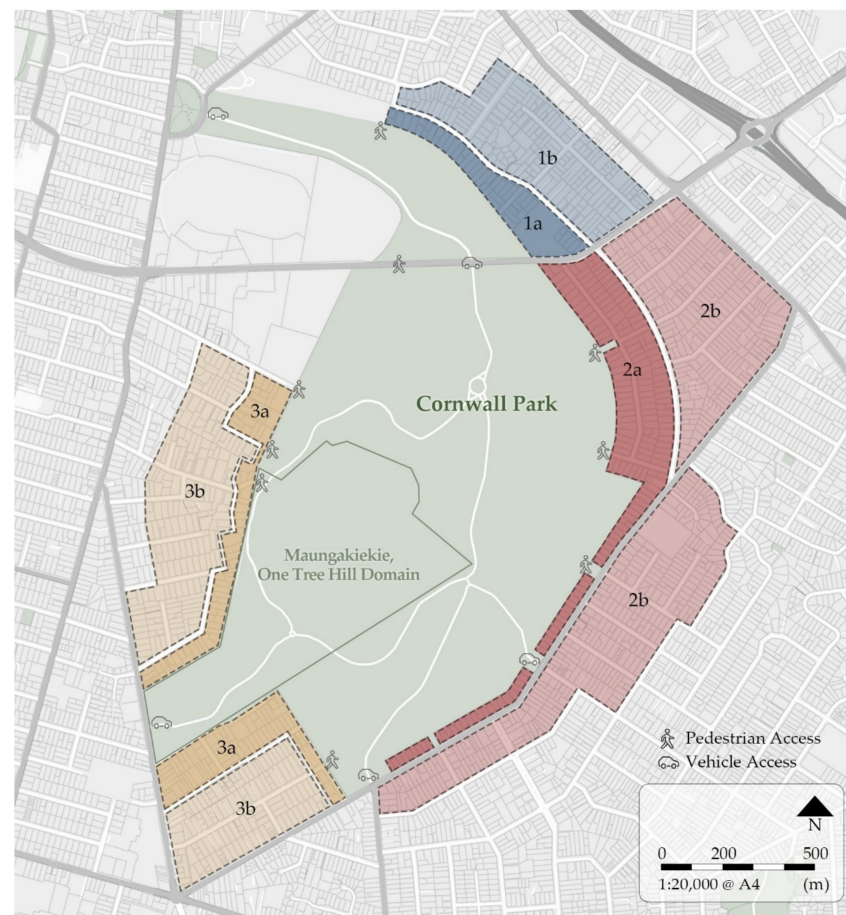 1b
1a
2b
2a
Cornwall Park
3a
3b
Maungakiekie,
One Tree Hill Domain
2b
3a
3b
Pedestrian Access
Vehicle Access
N
0 200 500
1:20,000 @ A4 (m)